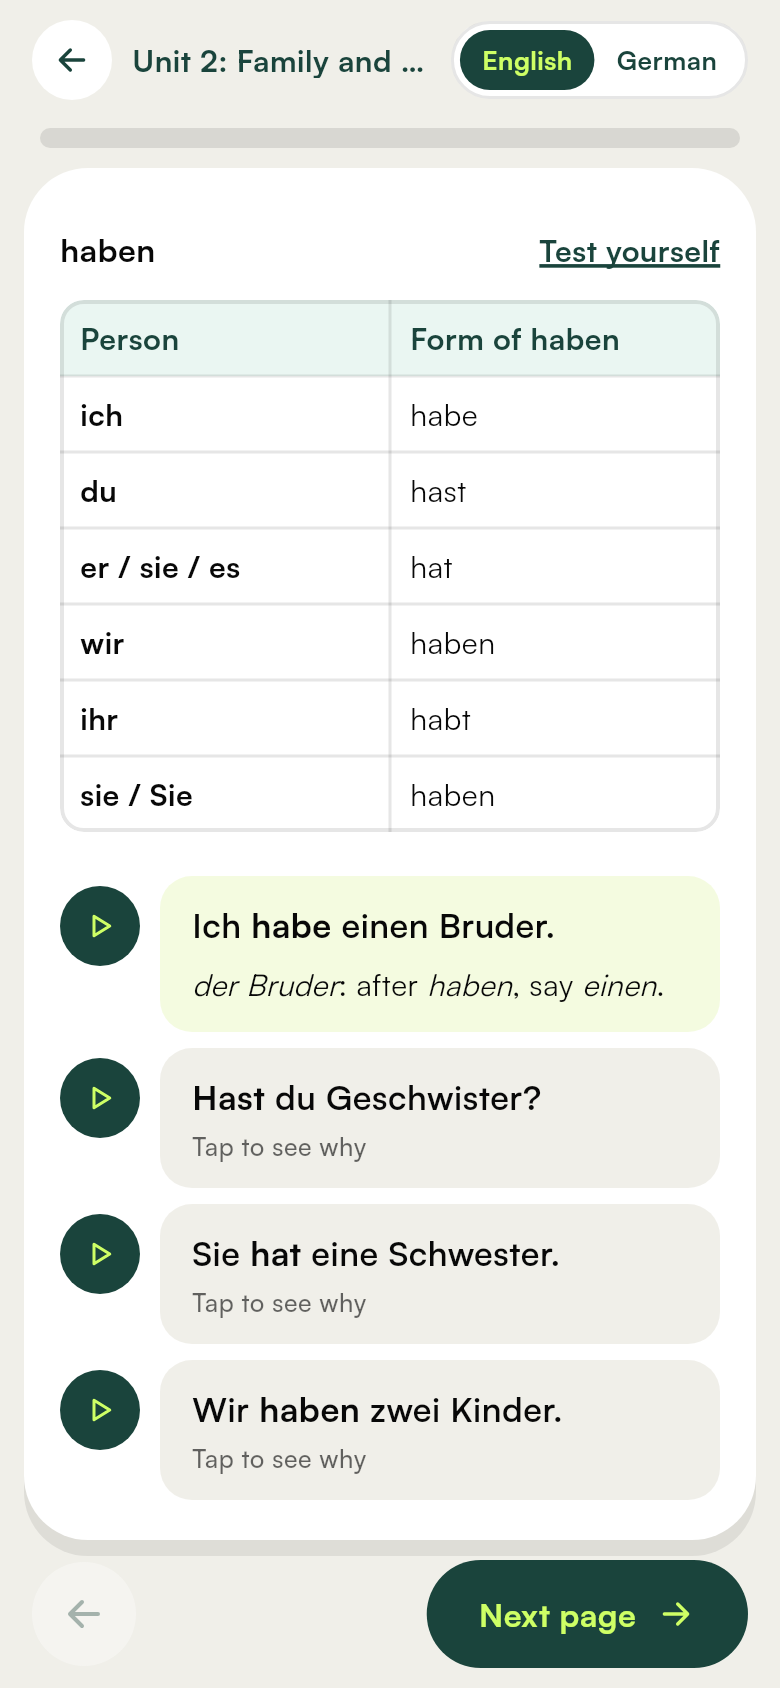 Unit 2: Family and ...
English
German
haben
Test yourself
Person
Form of haben
ich
habe
du
hast
er / sie / es
hat
wir
haben
ihr
habt
sie / Sie
haben
Ich habe einen Bruder.
der Bruder: after haben, say einen.
Hast du Geschwister?
Tap to see why
Sie hat eine Schwester.
Tap to see why
Wir haben zwei Kinder.
Tap to see why
Next page